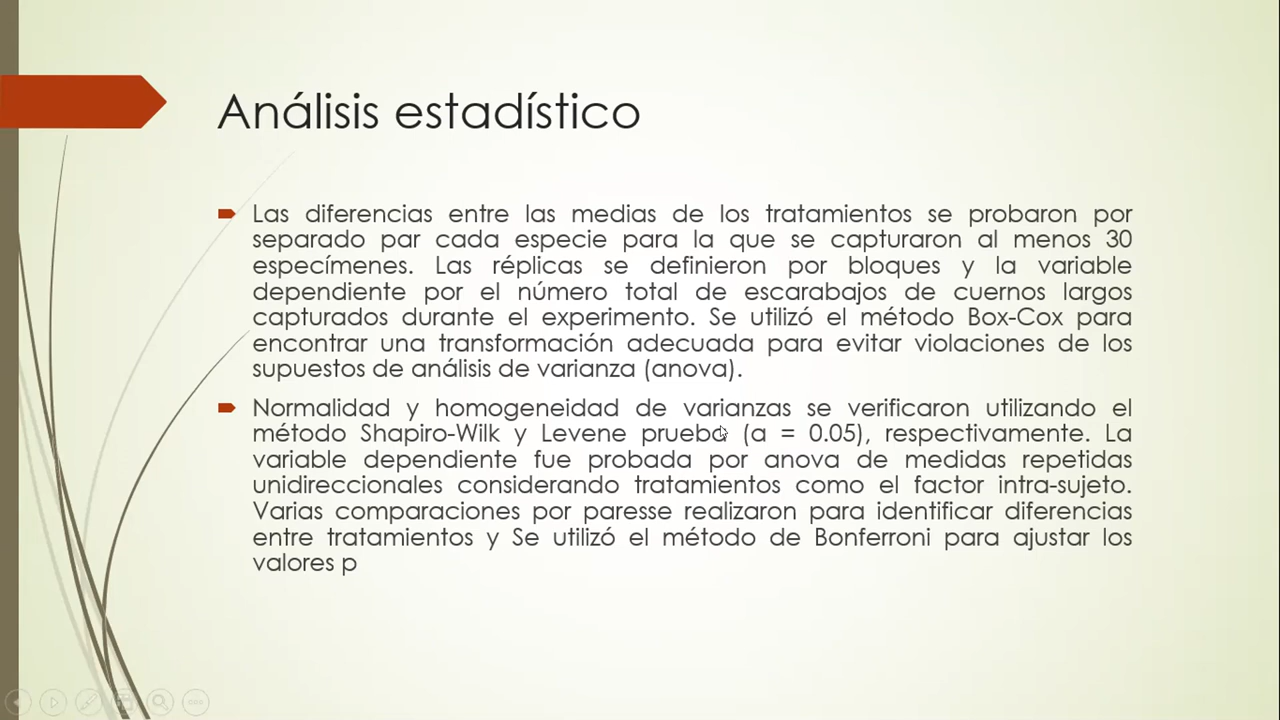 Análisis estadístico
Las diferencias entre las medias de los tratamientos se probaron por
separado par cada especie para la que se capturaron al menos 30
especímenes. Las réplicas se definieron por bloques y la variable
dependiente por el número total de escarabajos de cuernos largos
capturados durante el experimento. Se utilizó el método Box-Cox para
encontrar una transformación adecuada para evitar violaciones de los
supuestos de análisis de varianza (anova).
Normalidad y homogeneidad de varianzas se verificaron utilizando el
método Shapiro-Wilk y Levene prueba (α = 0.05), respectivamente. La
variable dependiente fue probada por anova de medidas repetidas
unidireccionales considerando tratamientos como el factor intra-sujeto.
Varias comparaciones por paresse realizaron para identificar diferencias
entre tratamientos y Se utilizó el método de Bonferroni para ajustar los
valores p